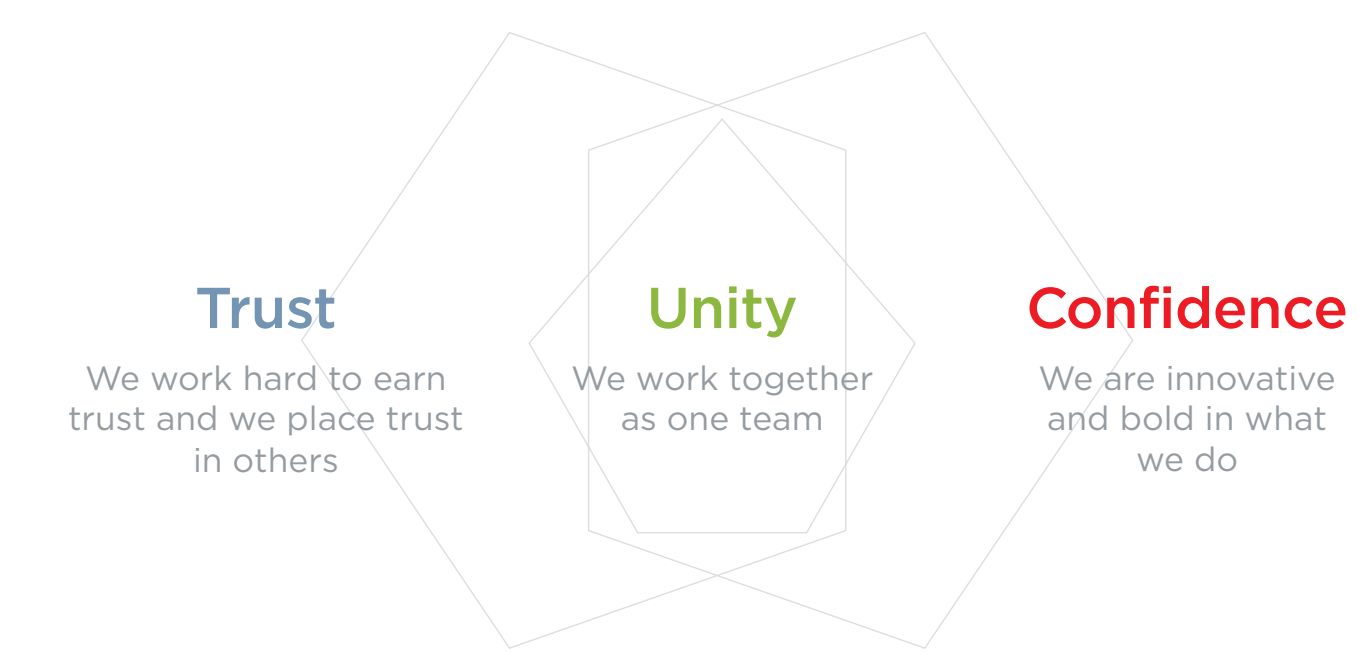 Trust
We work hard to earn
trust and we place trust
in others
Unity
We work together
as one team
Confidence
We are innovative
and bold in what
we do